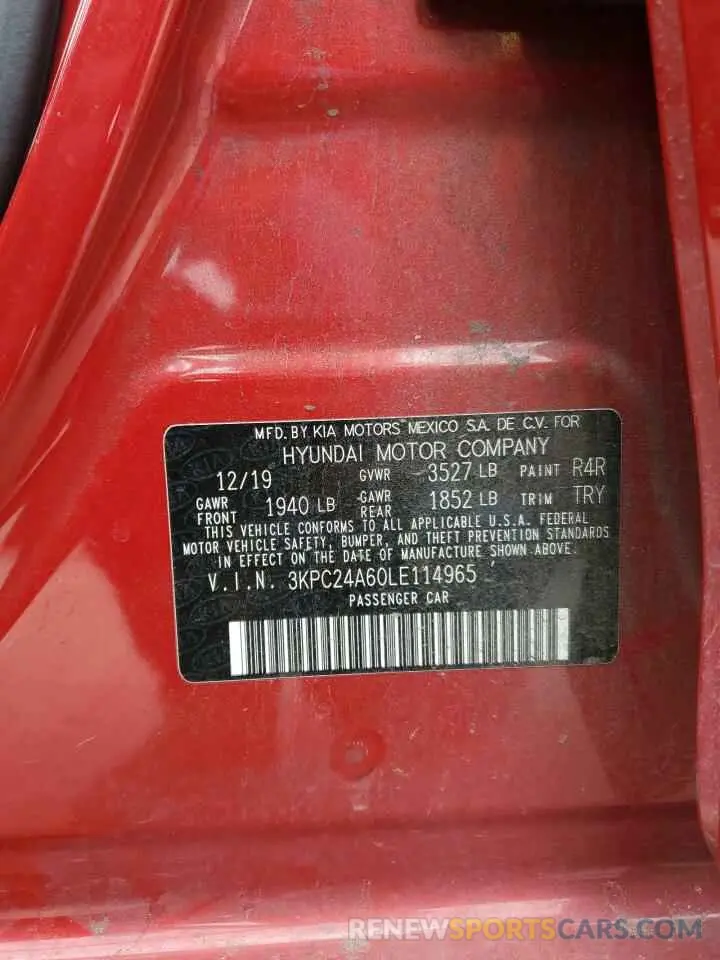 MFD. BY KIA MOTORS MEXICO S.A. DE C.V. FOR
HYUNDAI MOTOR COMPANY
12/19 GVWR 3527 LB PAINT R4R
GAWR FRONT 1940 LB GAWR REAR 1852 LB TRIM TRY
THIS VEHICLE CONFORMS TO ALL APPLICABLE U.S.A. FEDERAL
MOTOR VEHICLE SAFETY, BUMPER, AND THEFT PREVENTION STANDARDS
IN EFFECT ON THE DATE OF MANUFACTURE SHOWN ABOVE.
V.I.N. 3KPC24A60LE114965
PASSENGER CAR
RENEWSPORTSCARS.COM